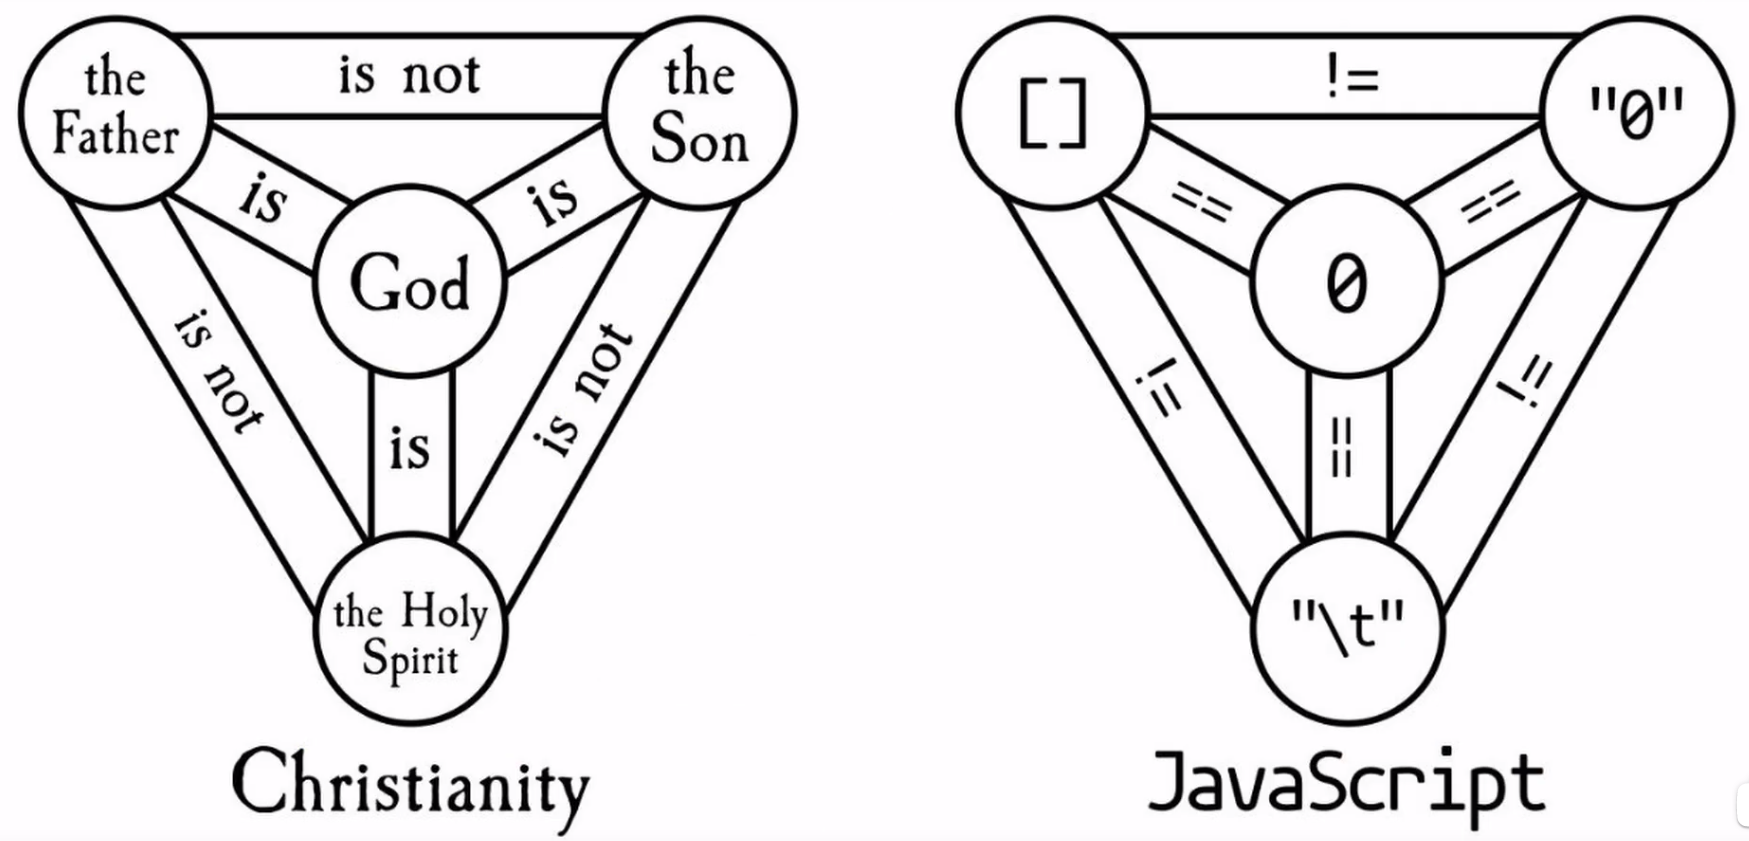 the
Father
is not
the
Son
is
is
God
is not
is
is not
the Holy
Spirit
Christianity
[]
!=
"0"
==
==
0
!=
==
!=
"\t"
JavaScript